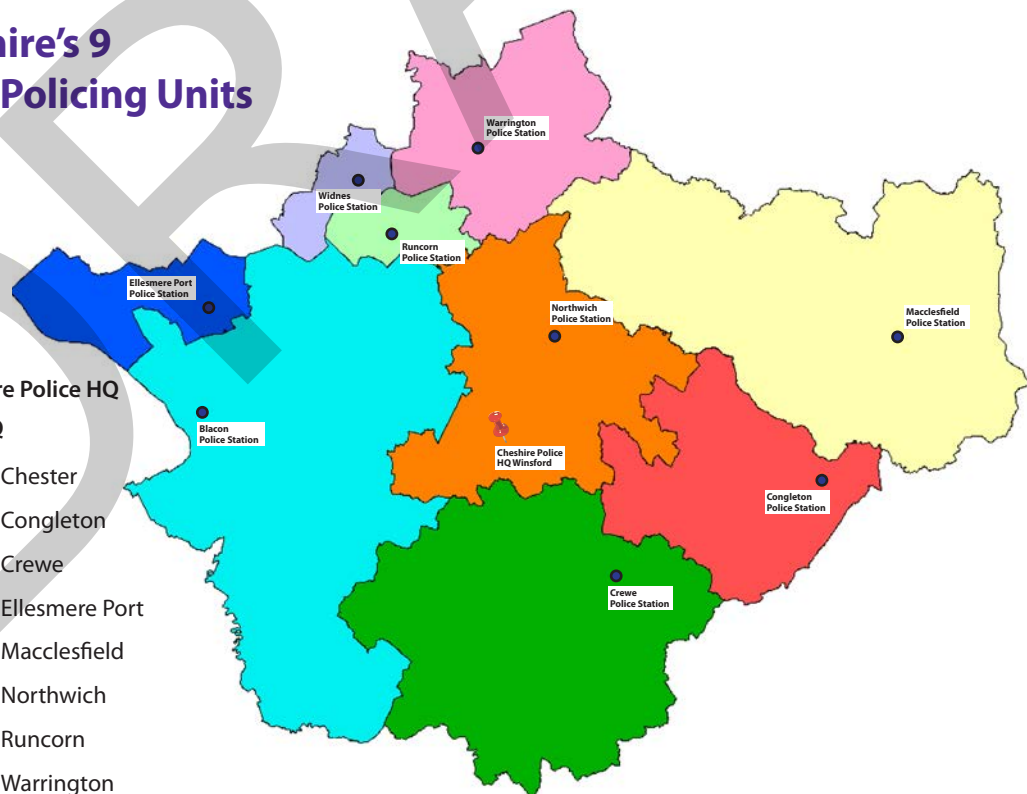 hire's 9
Policing Units
Warrington
Police Station
Widnes
Police Station
Runcorn
Police Station
Ellesmere Port
Police Station
Northwich
Police Station
Macclesfield
Police Station
re Police HQ
Q
Blacon
Police Station
Cheshire Police
HQ Winsford
Congleton
Police Station
Crewe
Police Station
Chester
Congleton
Crewe
Ellesmere Port
Macclesfield
Northwich
Runcorn
Warrington